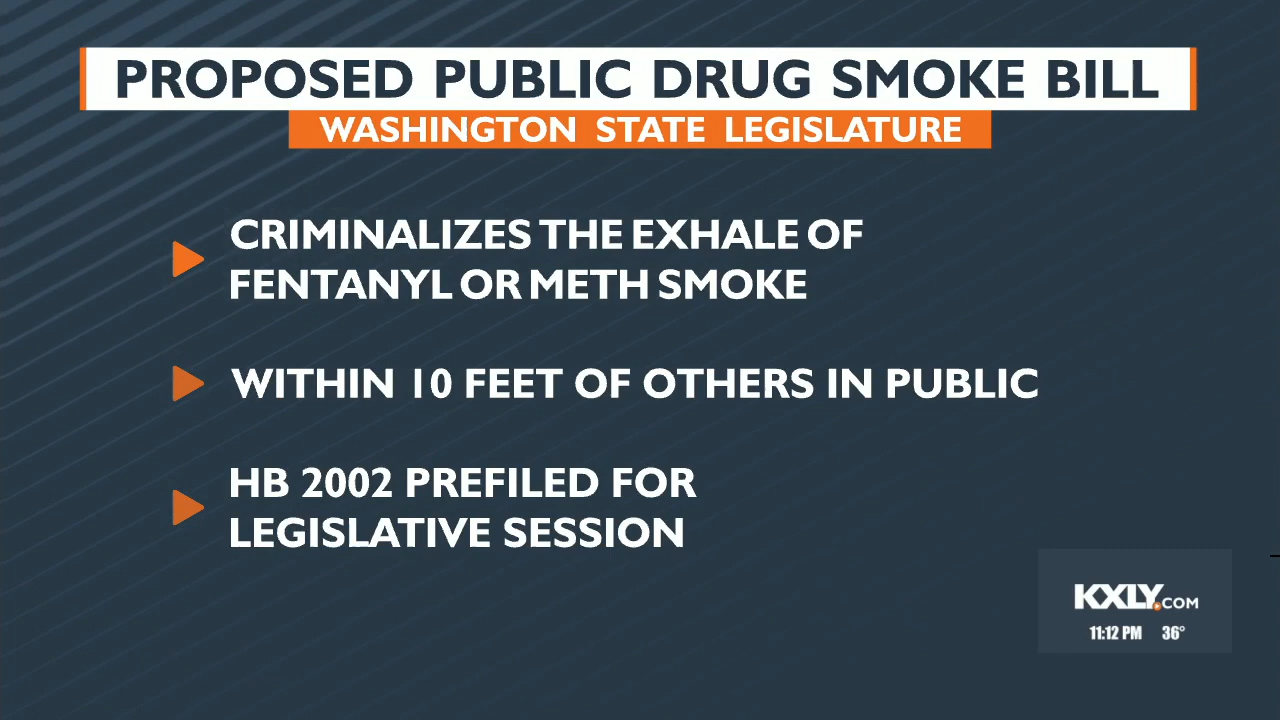 PROPOSED PUBLIC DRUG SMOKE BILL
WASHINGTON STATE LEGISLATURE
CRIMINALIZES THE EXHALE OF
FENTANYL OR METH SMOKE
WITHIN 10 FEET OF OTHERS IN PUBLIC
HB 2002 PREFILED FOR
LEGISLATIVE SESSION
KXLY.COM
11:12 PM 36°